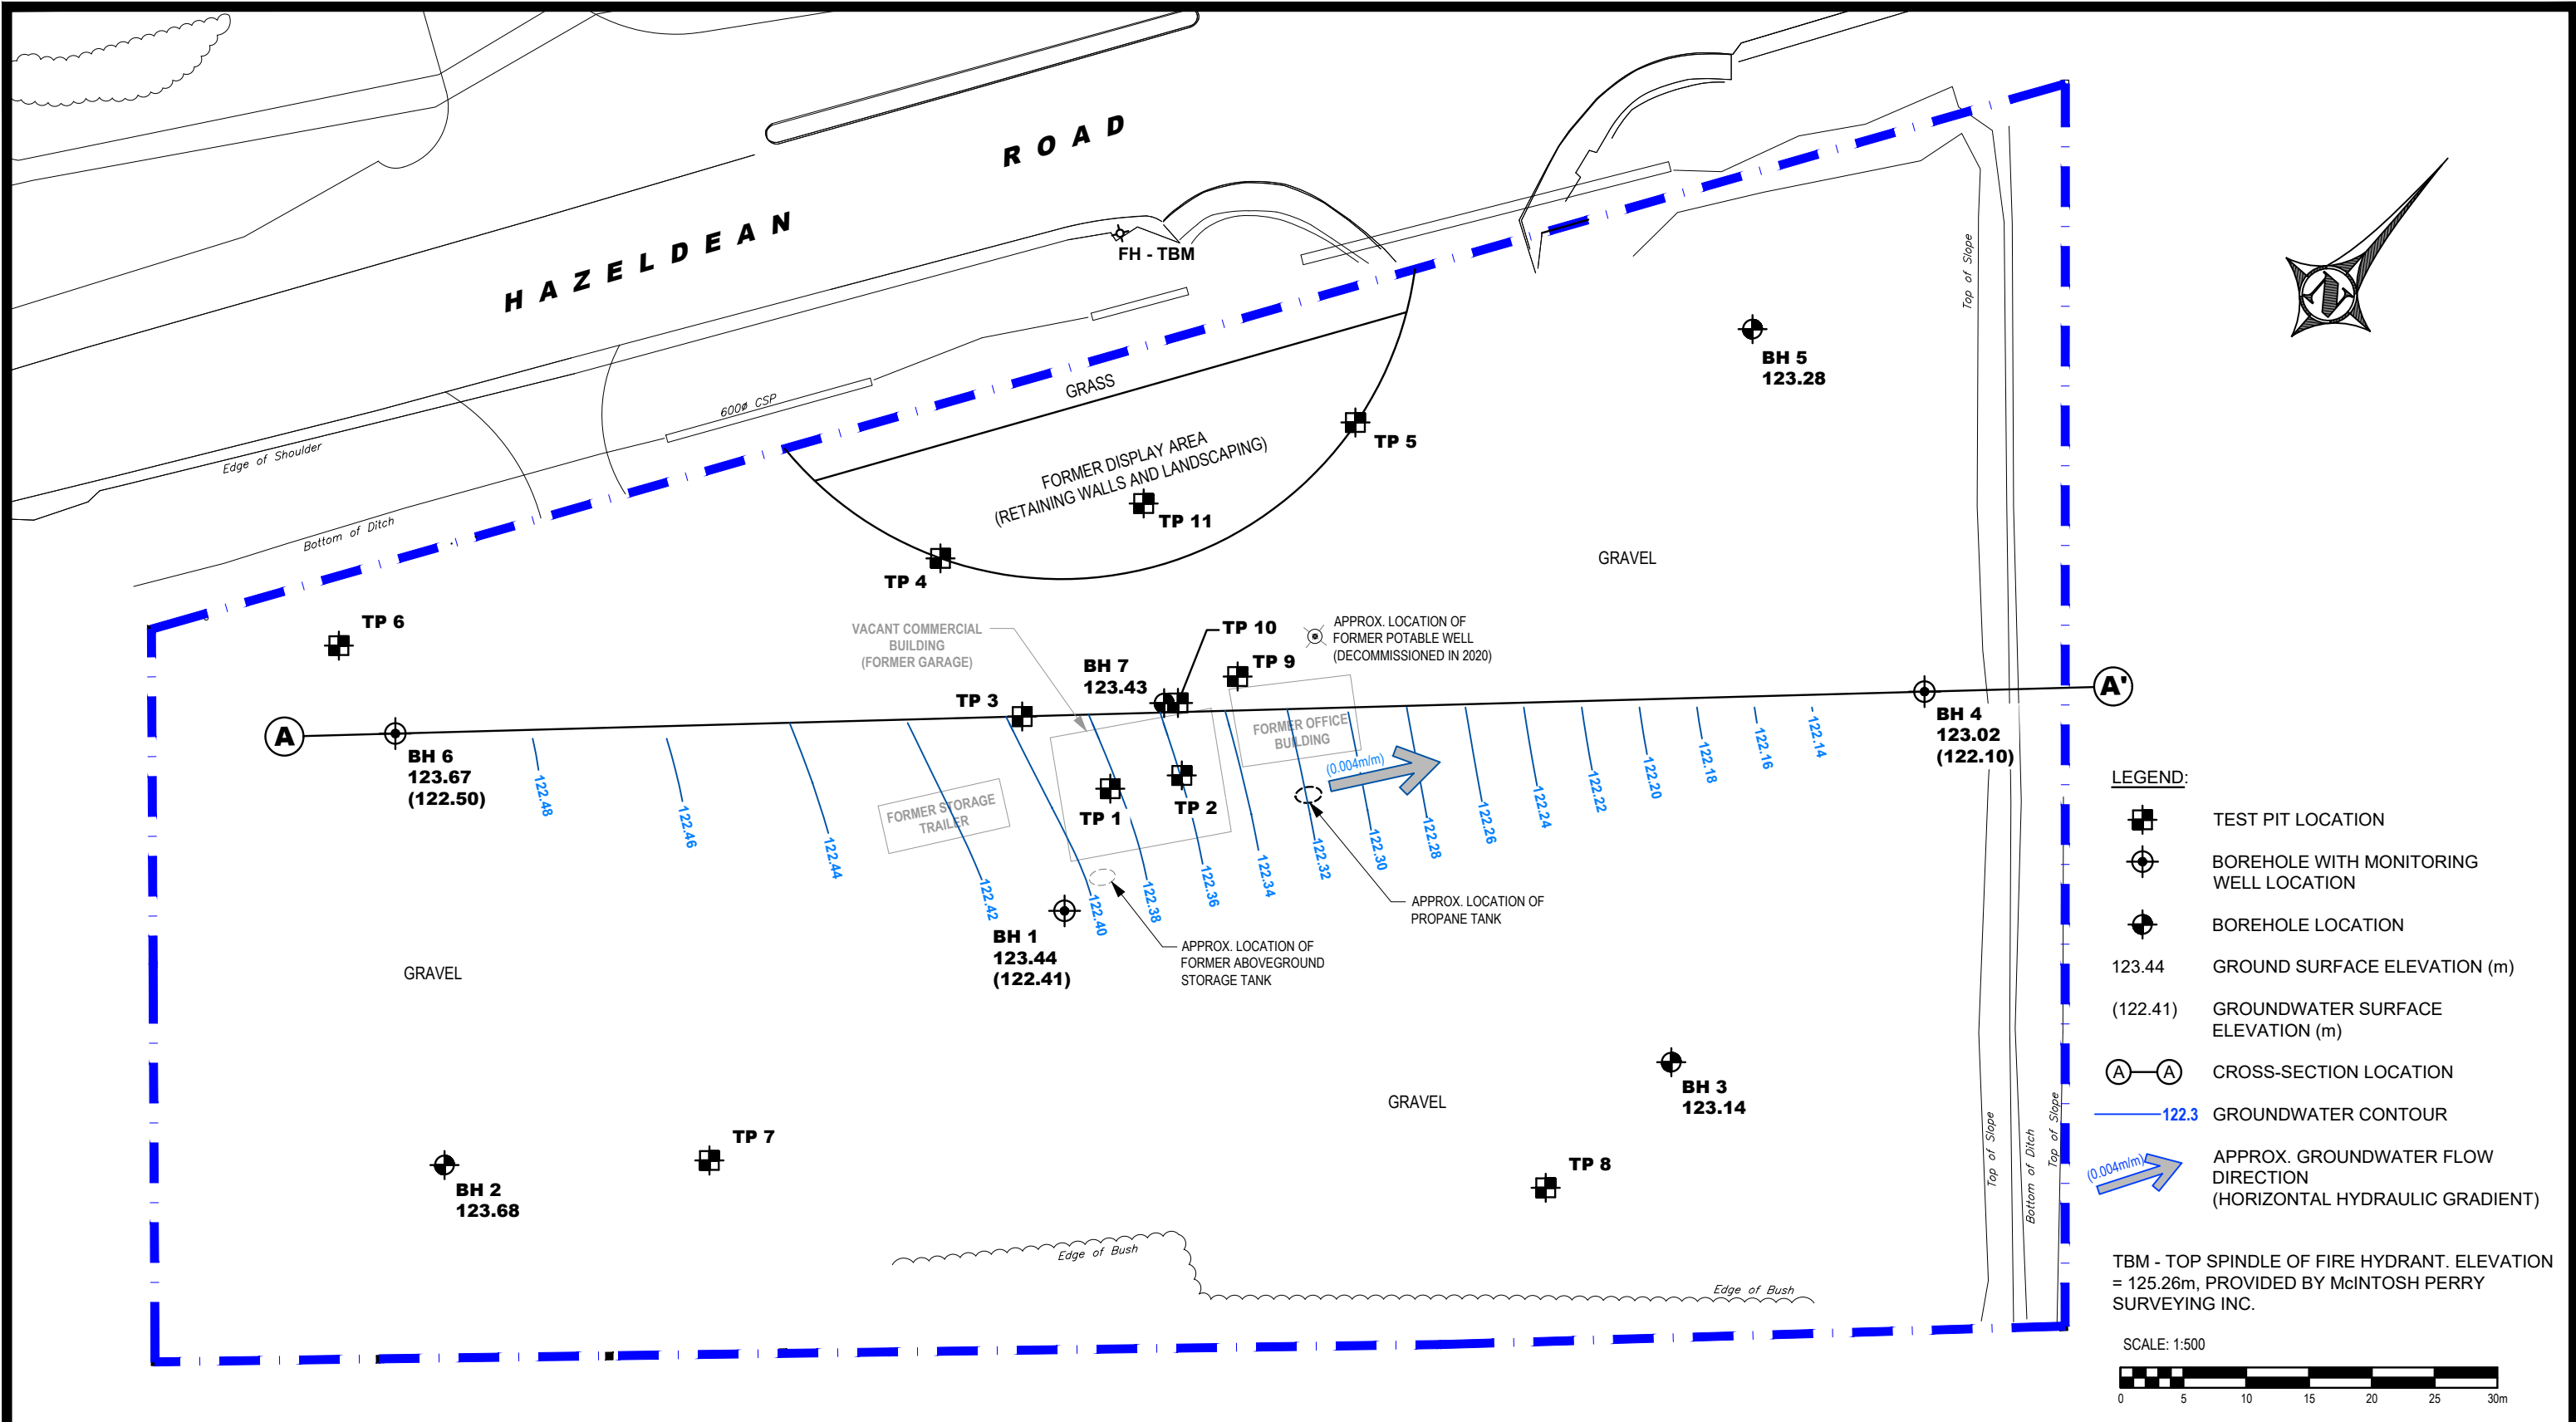 HAZELDEAN ROAD
FH - TBM
Top of Slope
BH 5
123.28
GRASS
600ø CSP
TP 5
Edge of Shoulder
FORMER DISPLAY AREA
(RETAINING WALLS AND LANDSCAPING)
TP 11
Bottom of Ditch
GRAVEL
TP 4
TP 6
VACANT COMMERCIAL
BUILDING
(FORMER GARAGE)
TP 10
APPROX. LOCATION OF
FORMER POTABLE WELL
(DECOMMISSIONED IN 2020)
BH 7
123.43
TP 9
TP 3
A
A'
BH 6
123.67
(122.50)
FORMER OFFICE
BUILDING
BH 4
123.02
(122.10)
(0.004m/m)
FORMER STORAGE
TRAILER
TP 1
TP 2
122.48
122.46
122.44
122.42
122.40
122.38
122.36
122.34
122.32
122.30
122.28
122.26
122.24
122.22
122.20
122.18
122.16
122.14
APPROX. LOCATION OF
PROPANE TANK
BH 1
123.44
(122.41)
APPROX. LOCATION OF
FORMER ABOVEGROUND
STORAGE TANK
GRAVEL
BH 3
123.14
GRAVEL
TP 7
TP 8
BH 2
123.68
Edge of Bush
Edge of Bush
Top of Slope
Bottom of Ditch
Top of Slope
LEGEND:
TEST PIT LOCATION
BOREHOLE WITH MONITORING
WELL LOCATION
BOREHOLE LOCATION
123.44 GROUND SURFACE ELEVATION (m)
(122.41) GROUNDWATER SURFACE
ELEVATION (m)
A A CROSS-SECTION LOCATION
122.3 GROUNDWATER CONTOUR
(0.004m/m) APPROX. GROUNDWATER FLOW
DIRECTION
(HORIZONTAL HYDRAULIC GRADIENT)
TBM - TOP SPINDLE OF FIRE HYDRANT. ELEVATION
= 125.26m, PROVIDED BY McINTOSH PERRY
SURVEYING INC.
SCALE: 1:500
0 5 10 15 20 25 30m